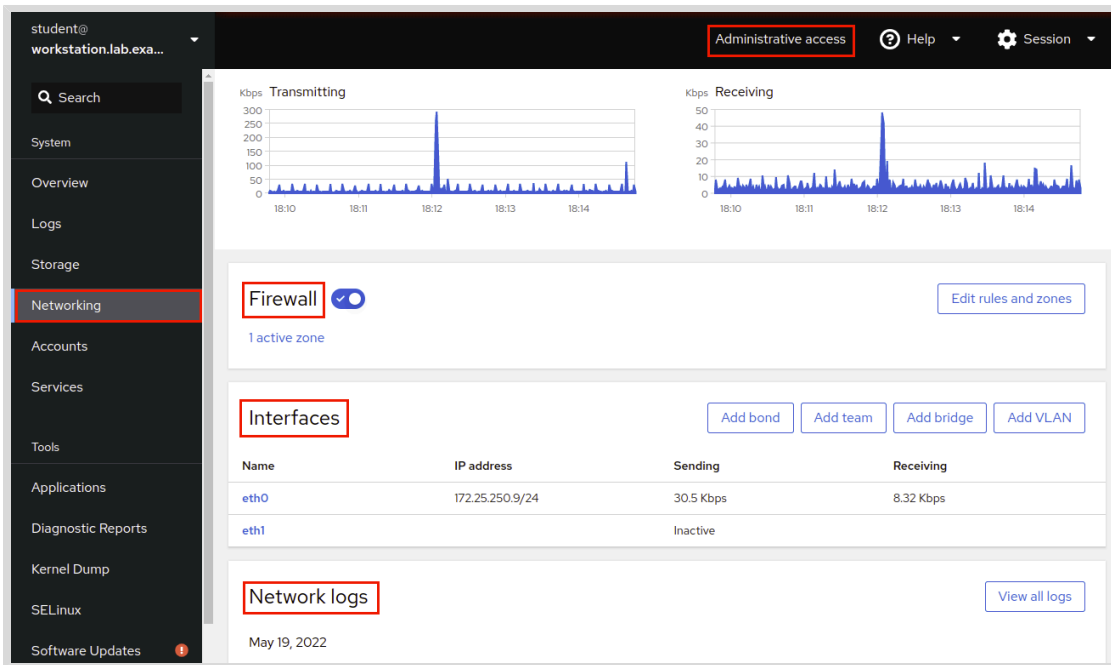 student@
workstation.lab.exa...
Administrative access
Help
Session
Search
System
Overview
Logs
Storage
Networking
Accounts
Services
Tools
Applications
Diagnostic Reports
Kernel Dump
SELinux
Software Updates
Kbps Transmitting
300
250
200
150
100
50
0
18:10 18:11 18:12 18:13 18:14
Kbps Receiving
50
40
30
20
10
0
18:10 18:11 18:12 18:13 18:14
Firewall
Edit rules and zones
1 active zone
Interfaces
Add bond Add team Add bridge Add VLAN
Name IP address Sending Receiving
eth0 172.25.250.9/24 30.5 Kbps 8.32 Kbps
eth1 Inactive
Network logs
View all logs
May 19, 2022